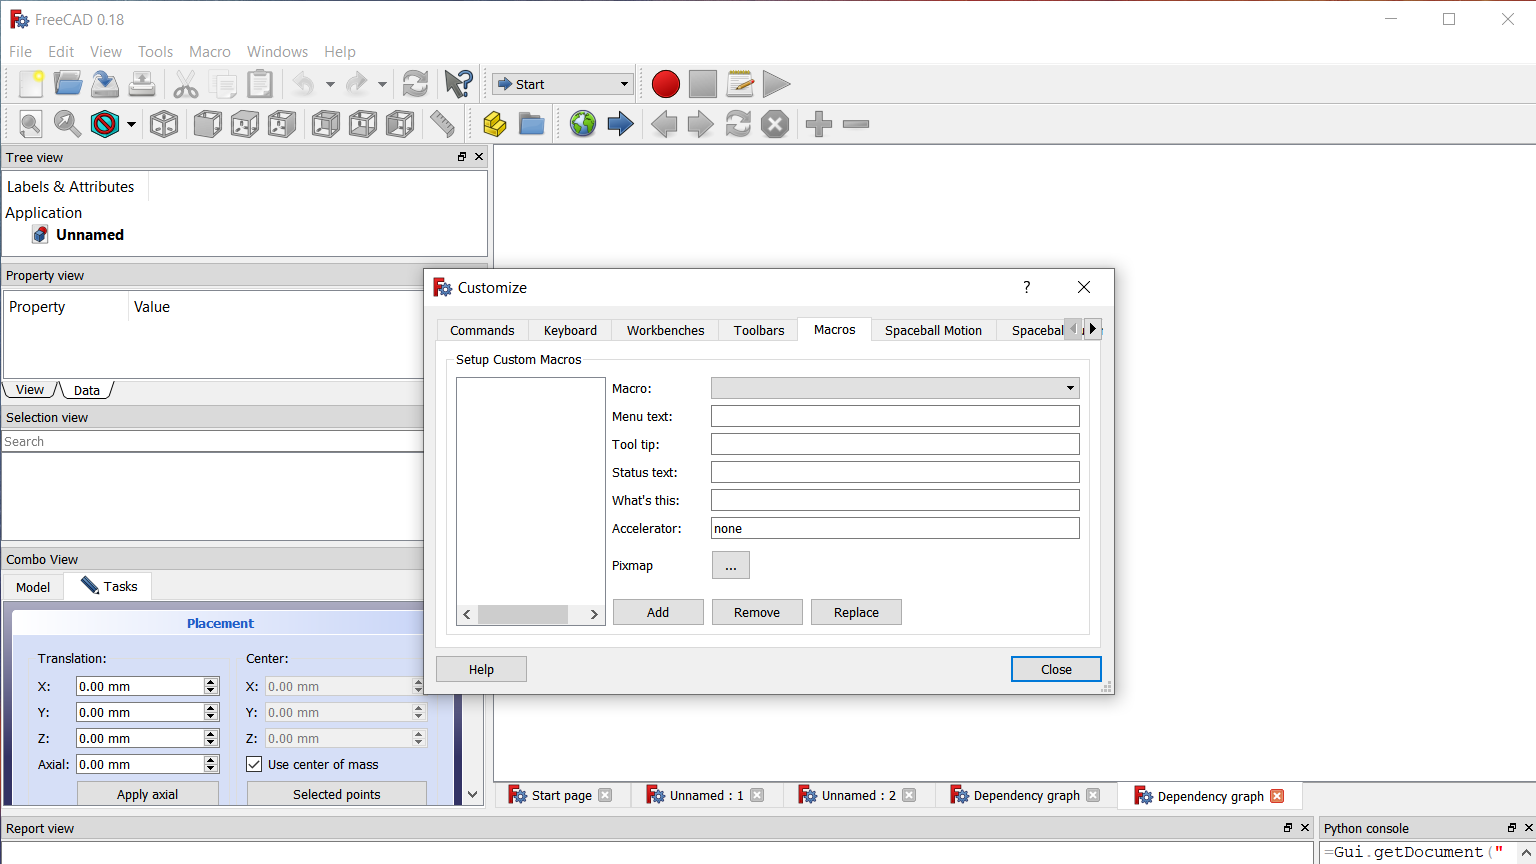 FreeCAD 0.18
File Edit View Tools Macro Windows Help
Start
Tree view
Labels & Attributes
Application
Unnamed
Property view
Property Value
View Data
Selection view
Search
Combo View
Model Tasks
Placement
Translation: Center:
X: 0.00 mm X: 0.00 mm
Y: 0.00 mm Y: 0.00 mm
Z: 0.00 mm Z: 0.00 mm
Axial: 0.00 mm Use center of mass
Apply axial Selected points
Customize
?
Commands Keyboard Workbenches Toolbars Macros Spaceball Motion Spacebal
Setup Custom Macros
Macro:
Menu text:
Tool tip:
Status text:
What's this:
Accelerator: none
Pixmap ...
Add Remove Replace
Help Close
Start page Unnamed : 1 Unnamed : 2 Dependency graph Dependency graph
Report view
Python console
=Gui.getDocument("